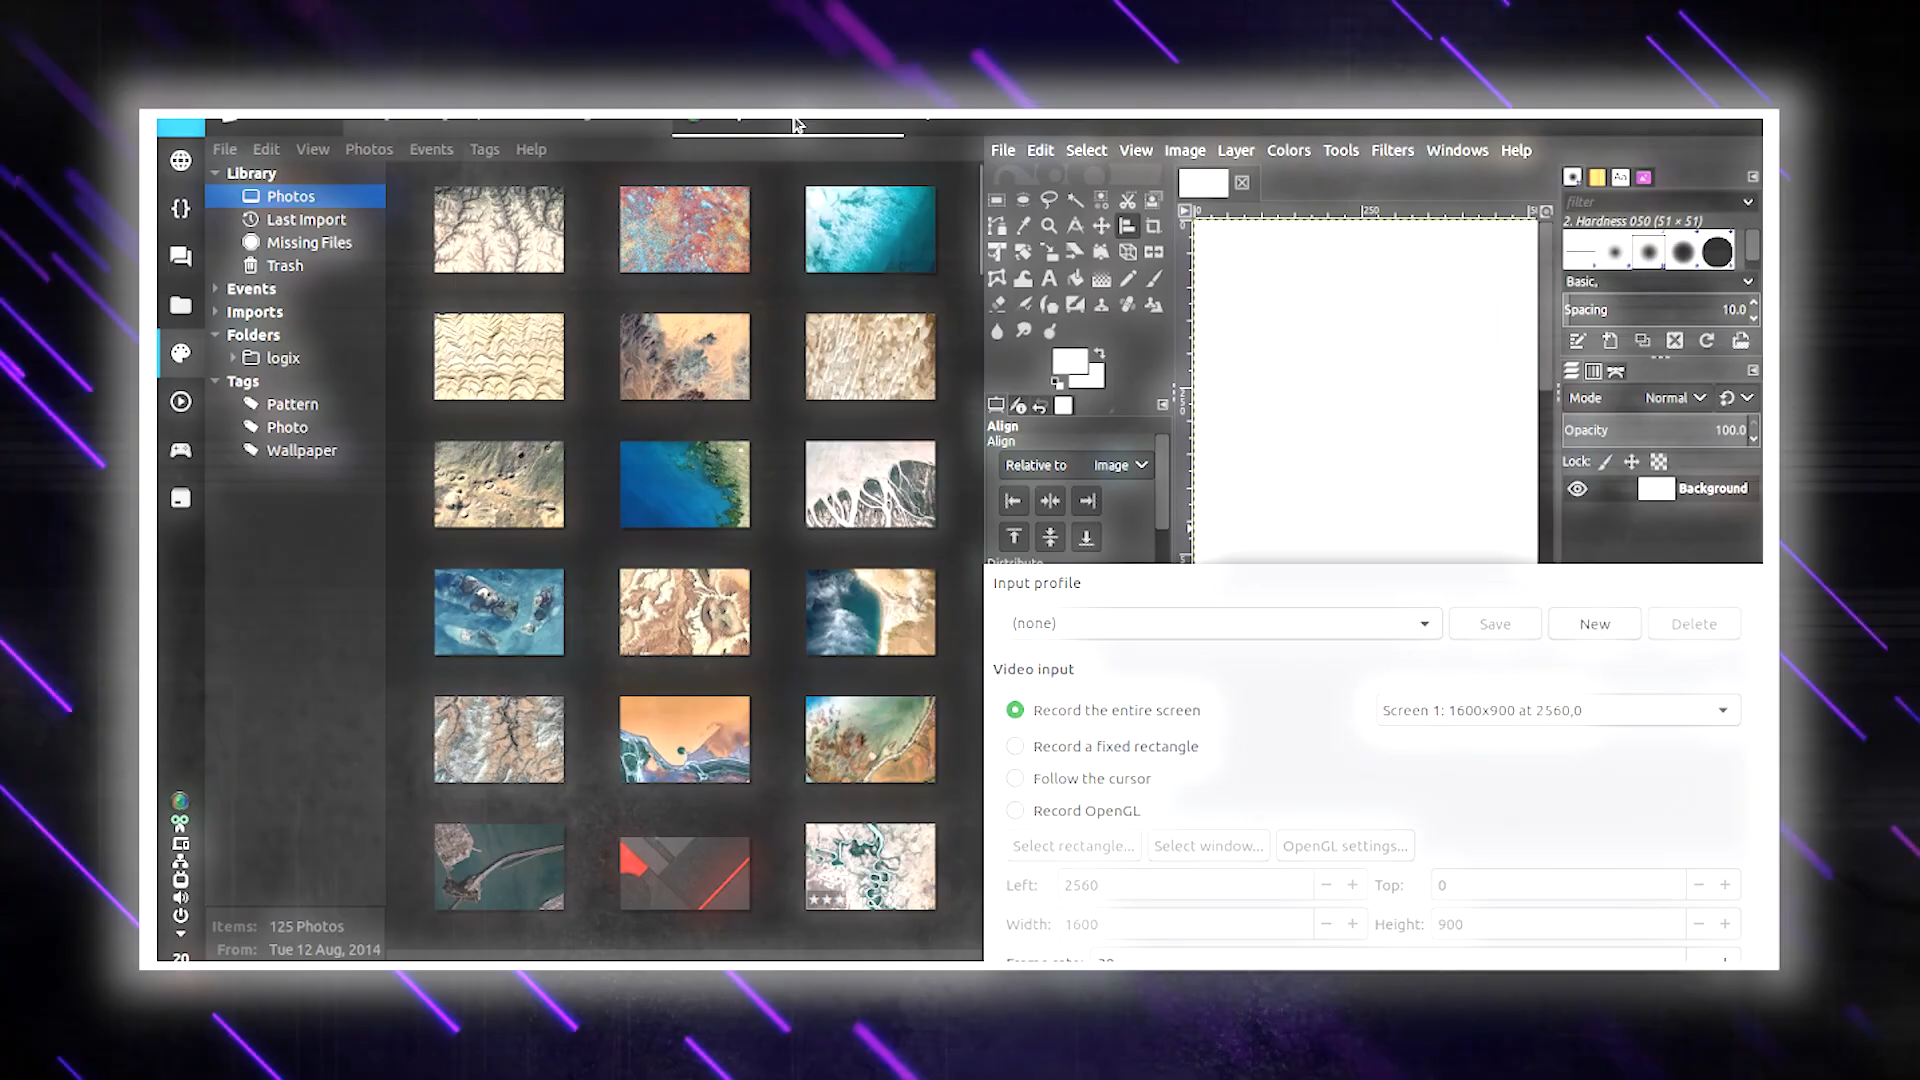 File Edit View Photos Events Tags Help
Library
Photos
Last Import
Missing Files
Trash
Events
Imports
Folders
logix
Tags
Pattern
Photo
Wallpaper
Items: 125 Photos
From: Tue 12 Aug, 2014
File Edit Select View Image Layer Colors Tools Filters Windows Help
0 250
Align
Align
Relative to Image
filter
2. Hardness 050 (51 × 51)
Basic,
Spacing 10.0
Mode Normal
Opacity 100.0
Lock:
Background
Input profile
(none) Save New Delete
Video input
Record the entire screen Screen 1: 1600x900 at 2560,0
Record a fixed rectangle
Follow the cursor
Record OpenGL
Select rectangle... Select window... OpenGL settings...
Left: 2560 Top: 0
Width: 1600 Height: 900